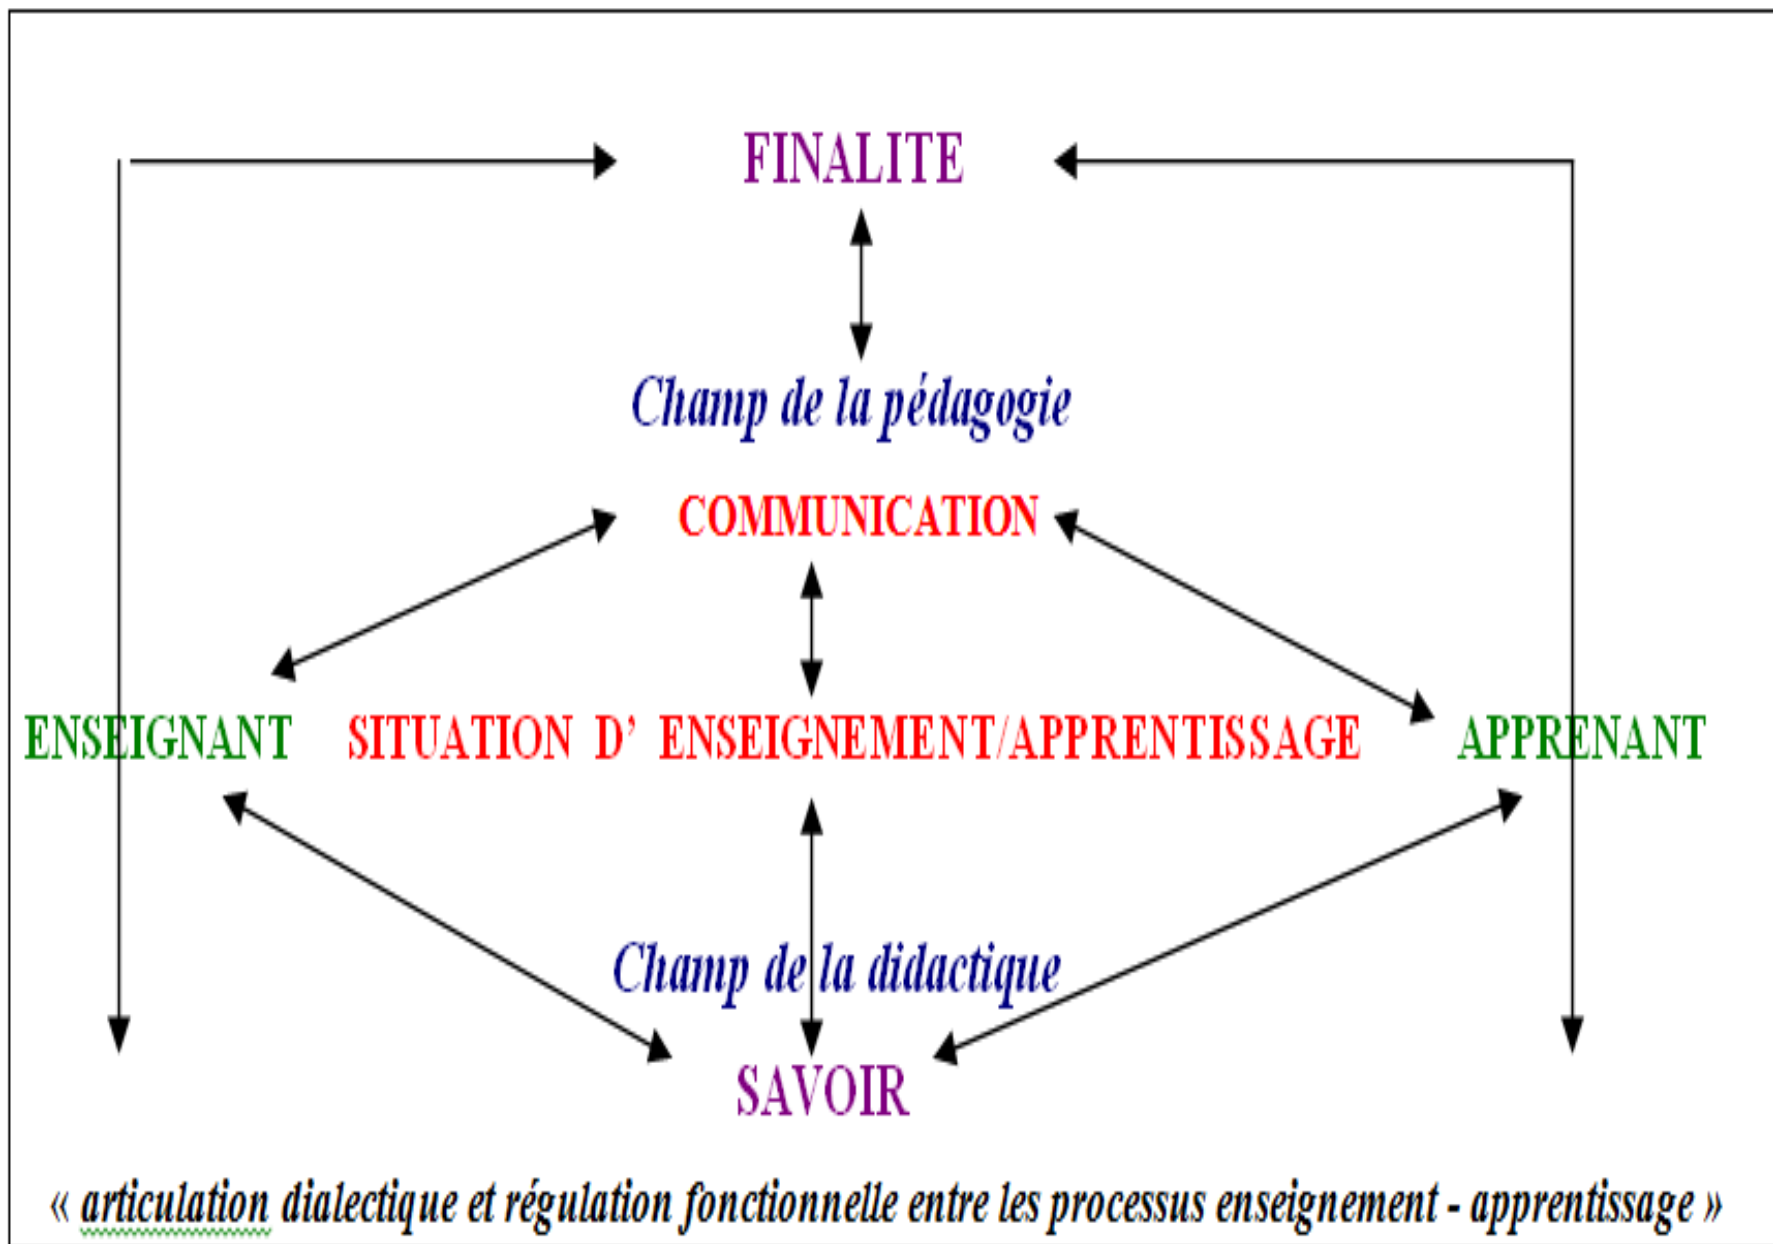 FINALITE
Champ de la pédagogie
COMMUNICATION
ENSEIGNANT SITUATION D’ ENSEIGNEMENT/APPRENTISSAGE APPRENANT
Champ de la didactique
SAVOIR
« articulation dialectique et régulation fonctionnelle entre les processus enseignement - apprentissage »